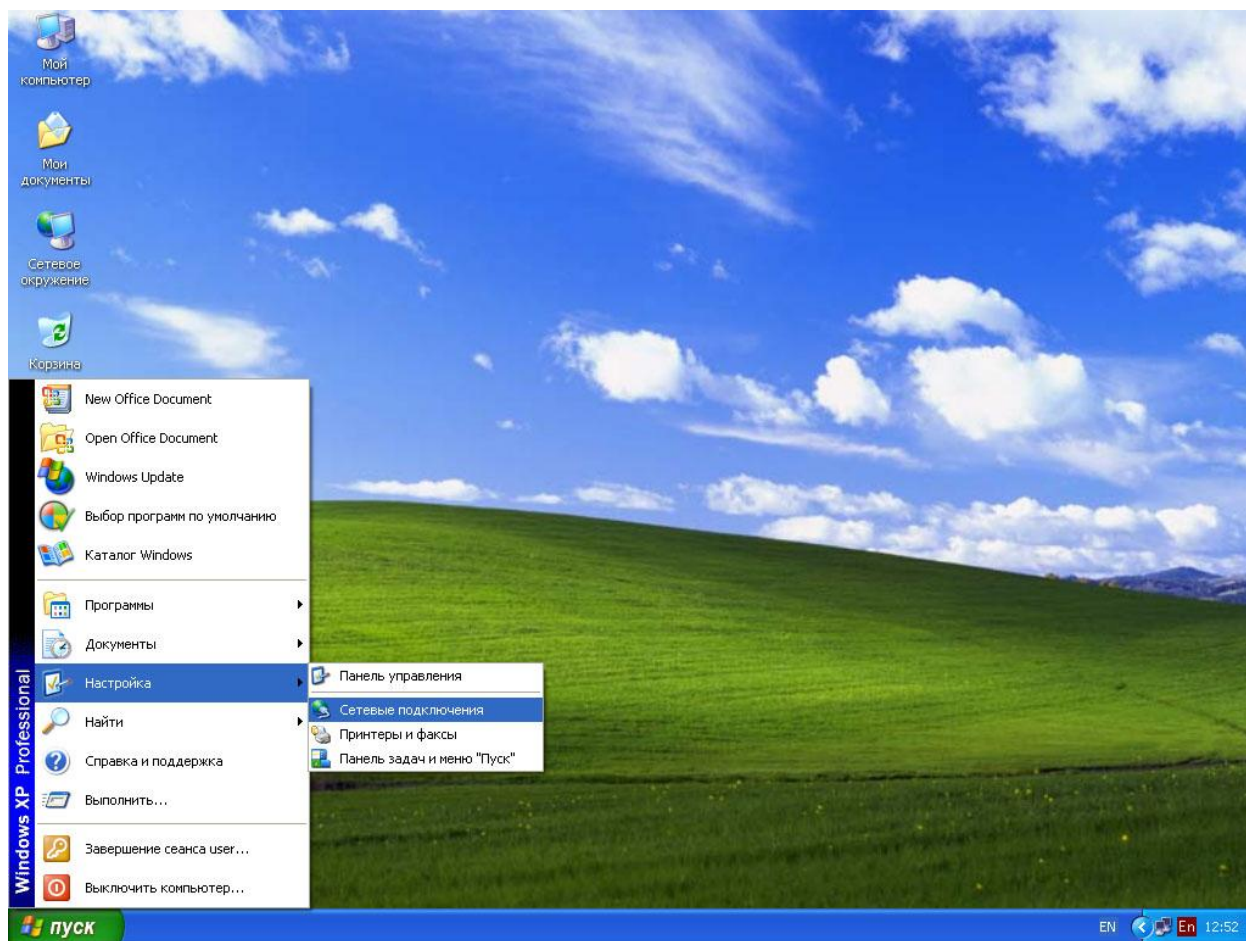 Мой
компьютер
Мои
документы
Сетевое
окружение
Корзина
New Office Document
Open Office Document
Windows Update
Выбор программ по умолчанию
Каталог Windows
Программы
Документы
Настройка
Найти
Справка и поддержка
Выполнить...
Завершение сеанса user...
Выключить компьютер...
Windows XP Professional
Панель управления
Сетевые подключения
Принтеры и факсы
Панель задач и меню "Пуск"
пуск
EN
En
12:52